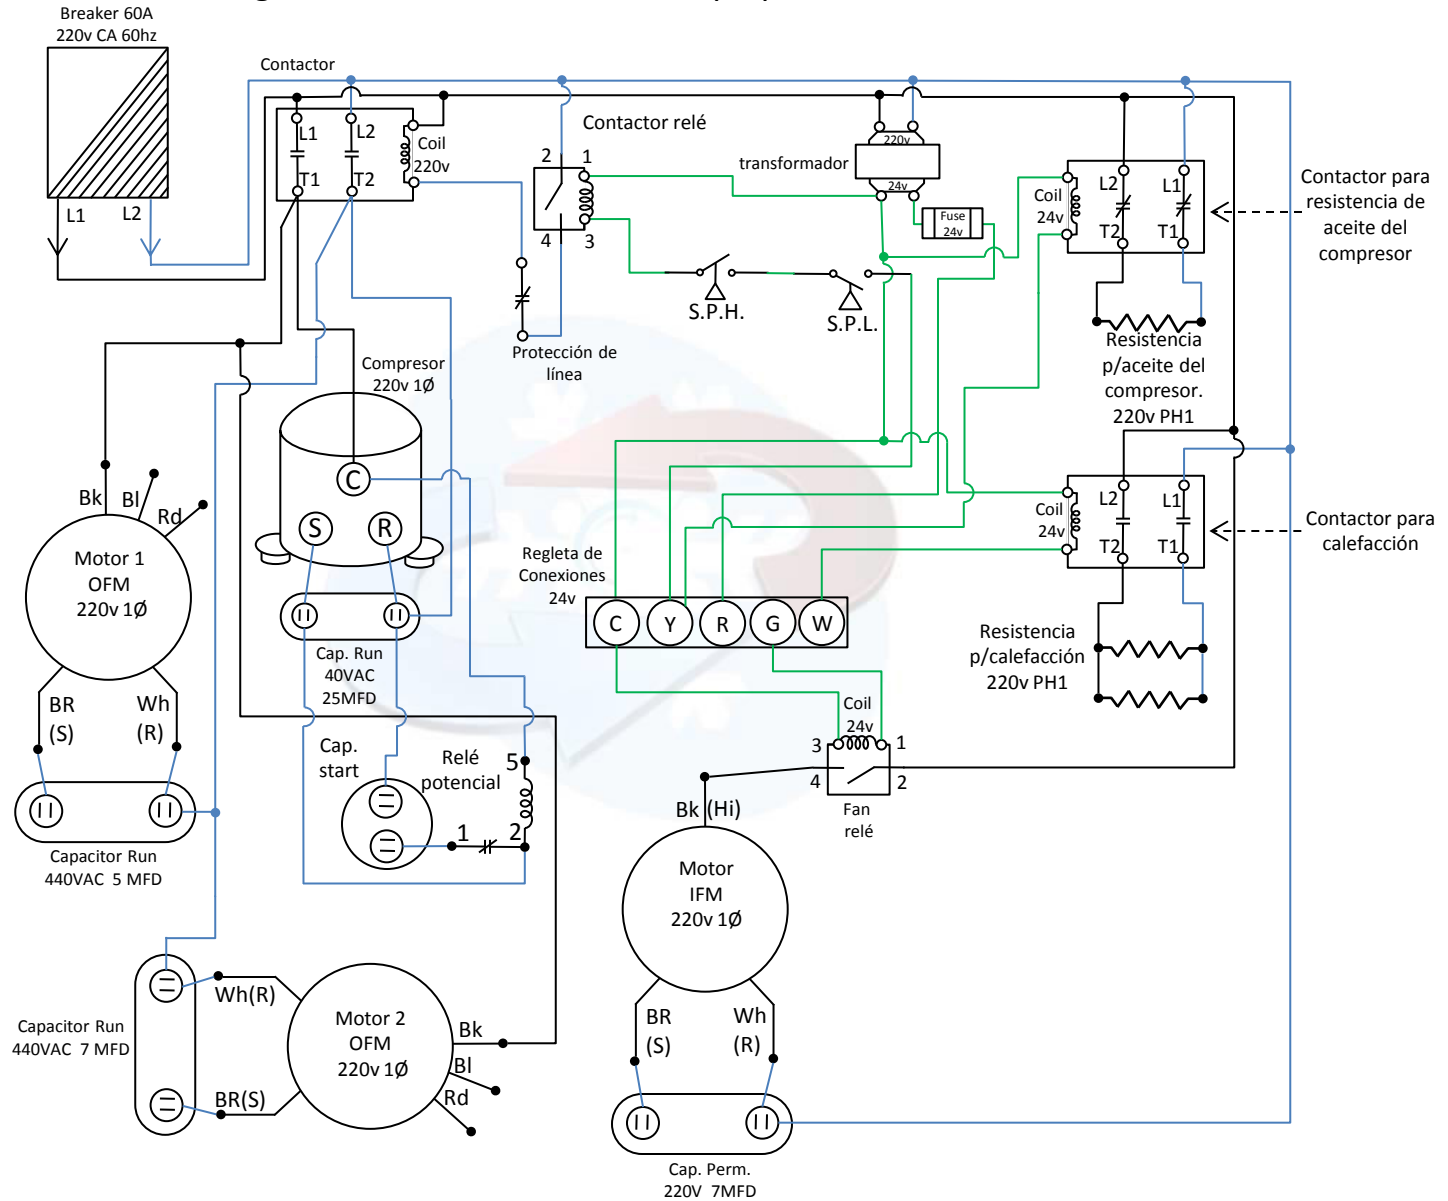 Breaker 60A
220v CA 60hz
L1
L2
Contactor
L1
L2
T1
T2
Coil
220v
Contactor relé
2
1
4
3
transformador
220v
24v
Fuse
24v
S.P.H.
S.P.L.
Protección de
línea
Coil
24v
L2
L1
T2
T1
Contactor para
resistencia de
aceite del
compresor
Resistencia
p/aceite del
compresor.
220v PH1
Compresor
220v 1Ø
C
S
R
Bk
Bl
Rd
Motor 1
OFM
220v 1Ø
BR
(S)
Wh
(R)
Capacitor Run
440VAC 5 MFD
Cap. Run
40VAC
25MFD
Cap.
start
Relé
potencial
5
1
2
Regleta de
Conexiones
24v
C
Y
R
G
W
Coil
24v
L2
L1
T2
T1
Contactor para
calefacción
Resistencia
p/calefacción
220v PH1
Coil
24v
3
1
4
2
Fan
relé
Bk (Hi)
Motor
IFM
220v 1Ø
BR
(S)
Wh
(R)
Cap. Perm.
220V 7MFD
Capacitor Run
440VAC 7 MFD
Wh(R)
BR(S)
Motor 2
OFM
220v 1Ø
Bk
Bl
Rd